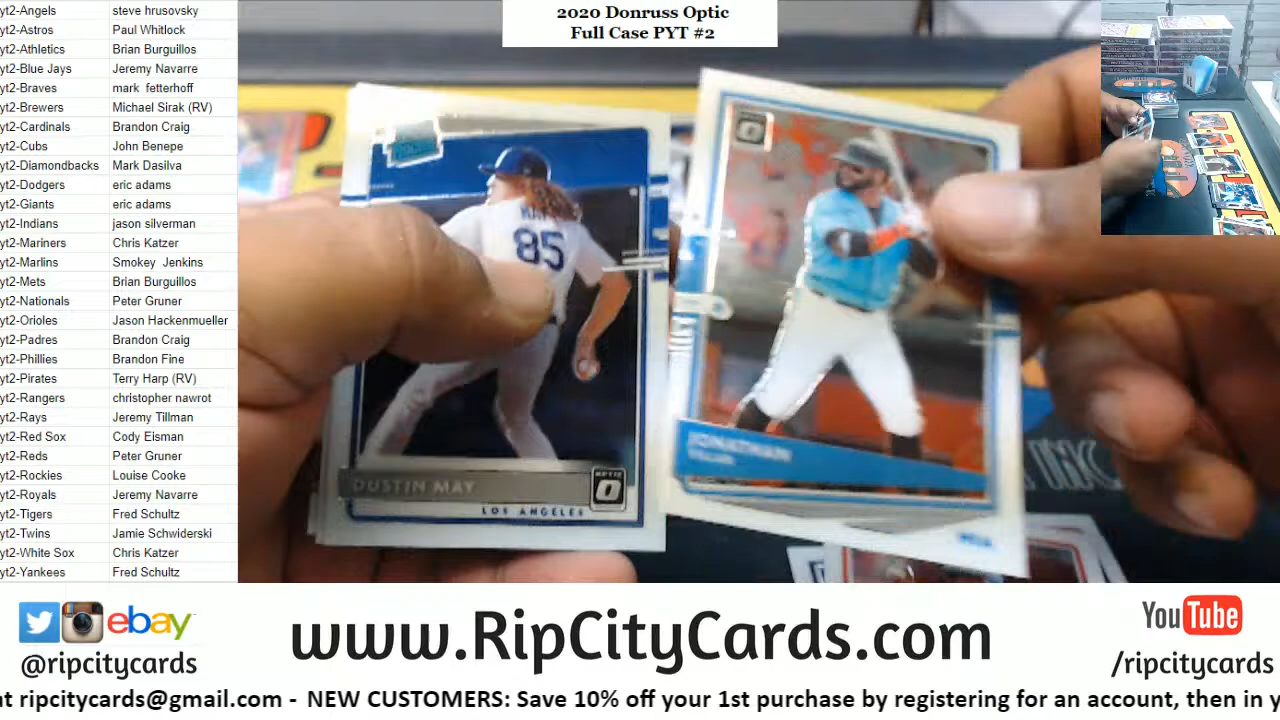 2020 Donruss Optic
Full Case PYT #2
yt2-Angels steve hrusovsky
yt2-Astros Paul Whitlock
yt2-Athletics Brian Burguillos
yt2-Blue Jays Jeremy Navarre
yt2-Braves mark fetterhoff
yt2-Brewers Michael Sirak (RV)
yt2-Cardinals Brandon Craig
yt2-Cubs John Benepe
yt2-Diamondbacks Mark Dasilva
yt2-Dodgers eric adams
yt2-Giants eric adams
yt2-Indians jason silverman
yt2-Mariners Chris Katzer
yt2-Marlins Smokey Jenkins
yt2-Mets Brian Burguillos
yt2-Nationals Peter Gruner
yt2-Orioles Jason Hackenmueller
yt2-Padres Brandon Craig
yt2-Phillies Brandon Fine
yt2-Pirates Terry Harp (RV)
yt2-Rangers christopher nawrot
yt2-Rays Jeremy Tillman
yt2-Red Sox Cody Elsman
yt2-Reds Peter Gruner
yt2-Rockies Louise Cooke
yt2-Royals Jeremy Navarre
yt2-Tigers Fred Schultz
yt2-Twins Jamie Schwiderski
yt2-White Sox Chris Katzer
yt2-Yankees Fred Schultz
85
DUSTIN MAY
OPTIC
LOS ANGELES
JONATHAN
VILLAR
ebay
@ripcitycards
www.RipCityCards.com
YouTube
/ripcitycards
at ripcitycards@gmail.com - NEW CUSTOMERS: Save 10% off your 1st purchase by registering for an account, then in y